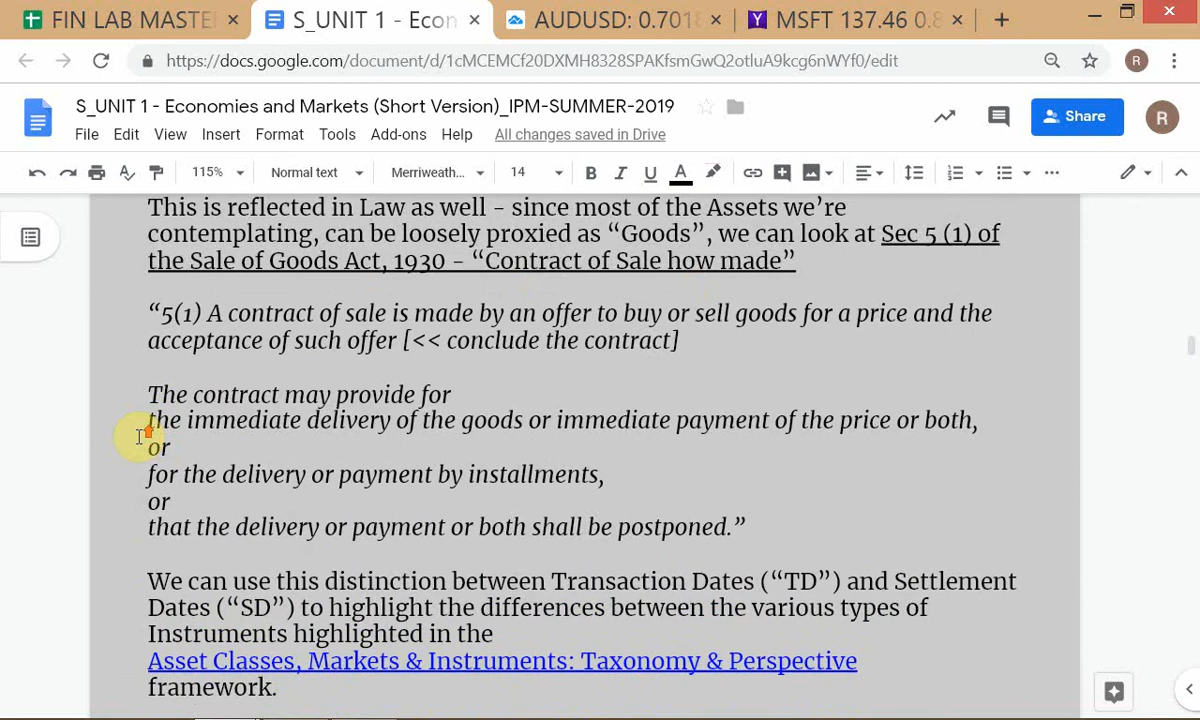 FIN LAB MASTE
S_UNIT 1 - Econ
AUDUSD: 0.7018
MSFT 137.46 0.8
https://docs.google.com/document/d/1cMCEMCf20DXMH8328SPAKfsmGwQ2otluA9kcg6nWYf0/edit
R
S_UNIT 1 - Economies and Markets (Short Version)_IPM-SUMMER-2019
File Edit View Insert Format Tools Add-ons Help All changes saved in Drive
Share
R
115% Normal text Merriweath... 14 B I U A
This is reflected in Law as well - since most of the Assets we’re
contemplating, can be loosely proxied as “Goods”, we can look at Sec 5 (1) of
the Sale of Goods Act, 1930 - “Contract of Sale how made”
“5(1) A contract of sale is made by an offer to buy or sell goods for a price and the
acceptance of such offer [<< conclude the contract]
The contract may provide for
the immediate delivery of the goods or immediate payment of the price or both,
or
for the delivery or payment by installments,
or
that the delivery or payment or both shall be postponed.”
We can use this distinction between Transaction Dates (“TD”) and Settlement
Dates (“SD”) to highlight the differences between the various types of
Instruments highlighted in the
Asset Classes, Markets & Instruments: Taxonomy & Perspective
framework.